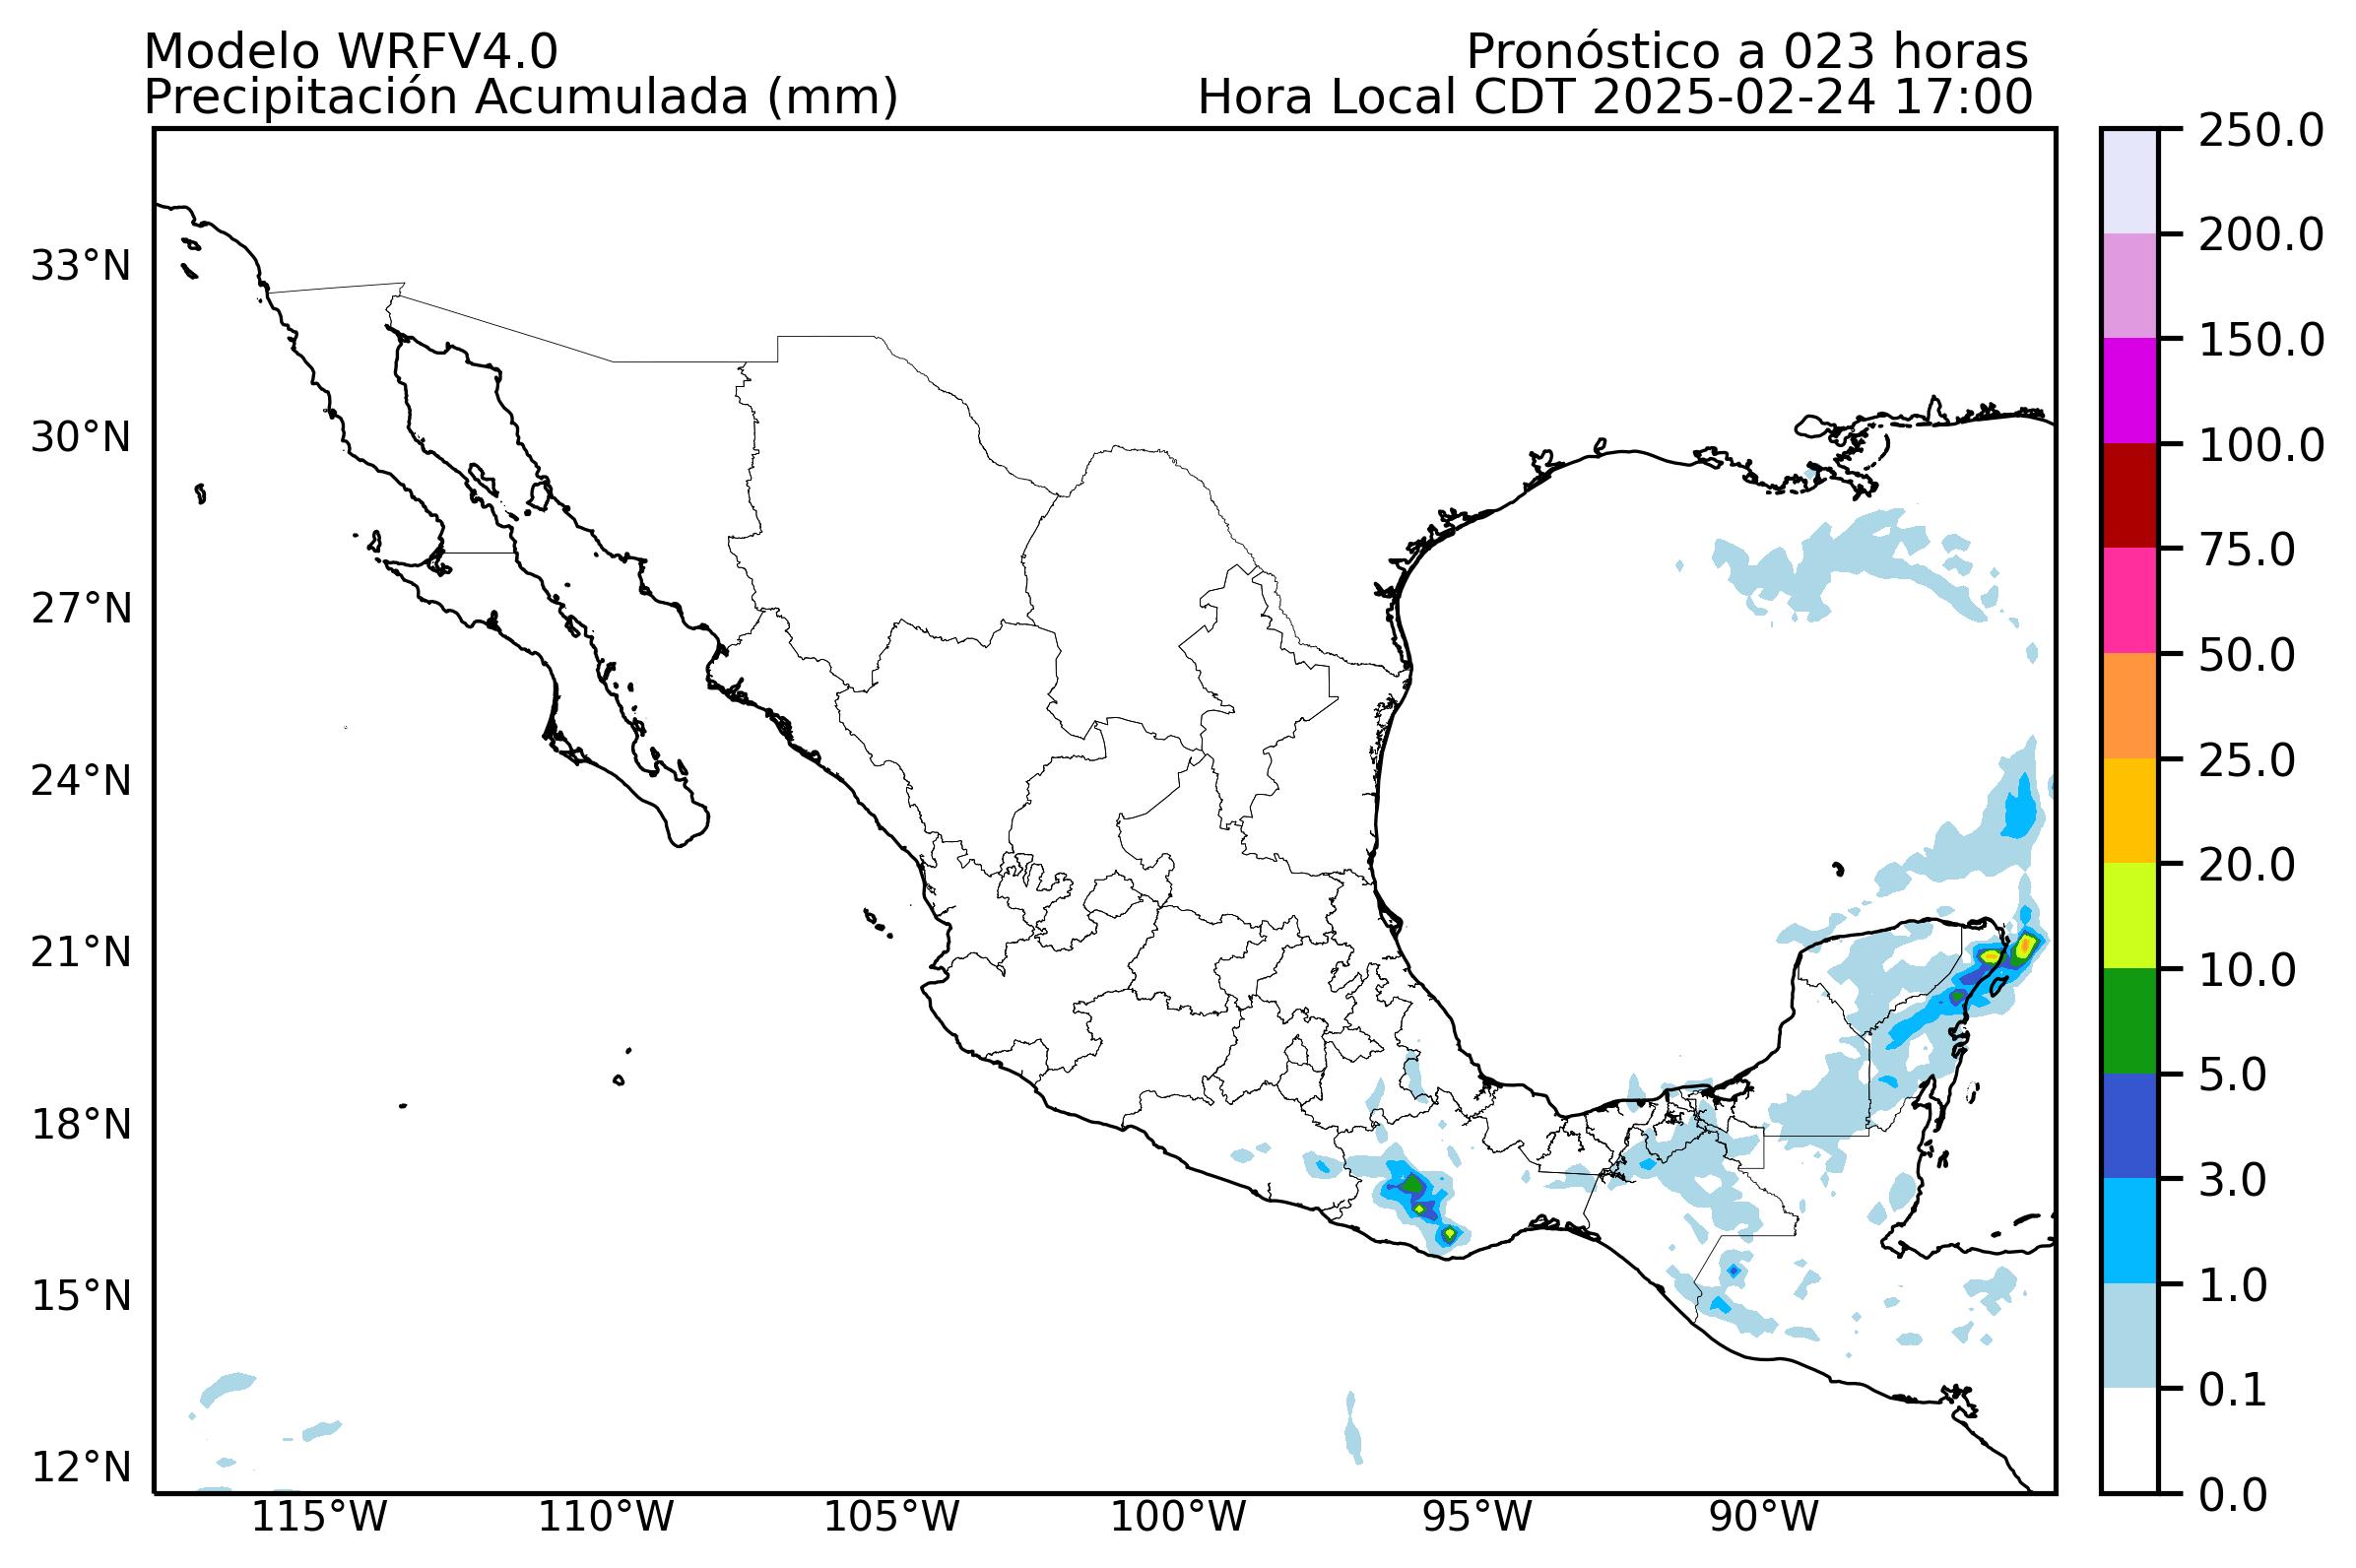 Modelo WRFV4.0
Pronóstico a 023 horas
Precipitación Acumulada (mm)
Hora Local CDT 2025-02-24 17:00
33°N
30°N
27°N
24°N
21°N
18°N
15°N
12°N
115°W
110°W
105°W
100°W
95°W
90°W
250.0
200.0
150.0
100.0
75.0
50.0
25.0
20.0
10.0
5.0
3.0
1.0
0.1
0.0